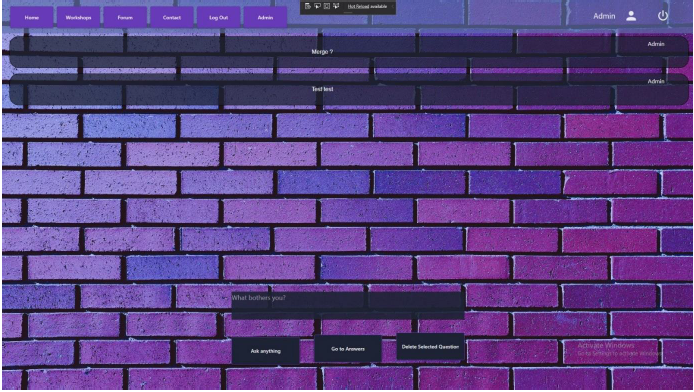 Home Workshops Forum Contact Log Out Admin
Hot Reload available
Admin
Admin
Merge ?
Admin
Test test
What bothers you?
Ask anything
Go to Answers
Delete Selected Question
Activate Windows
Go to Settings to activate Windows.